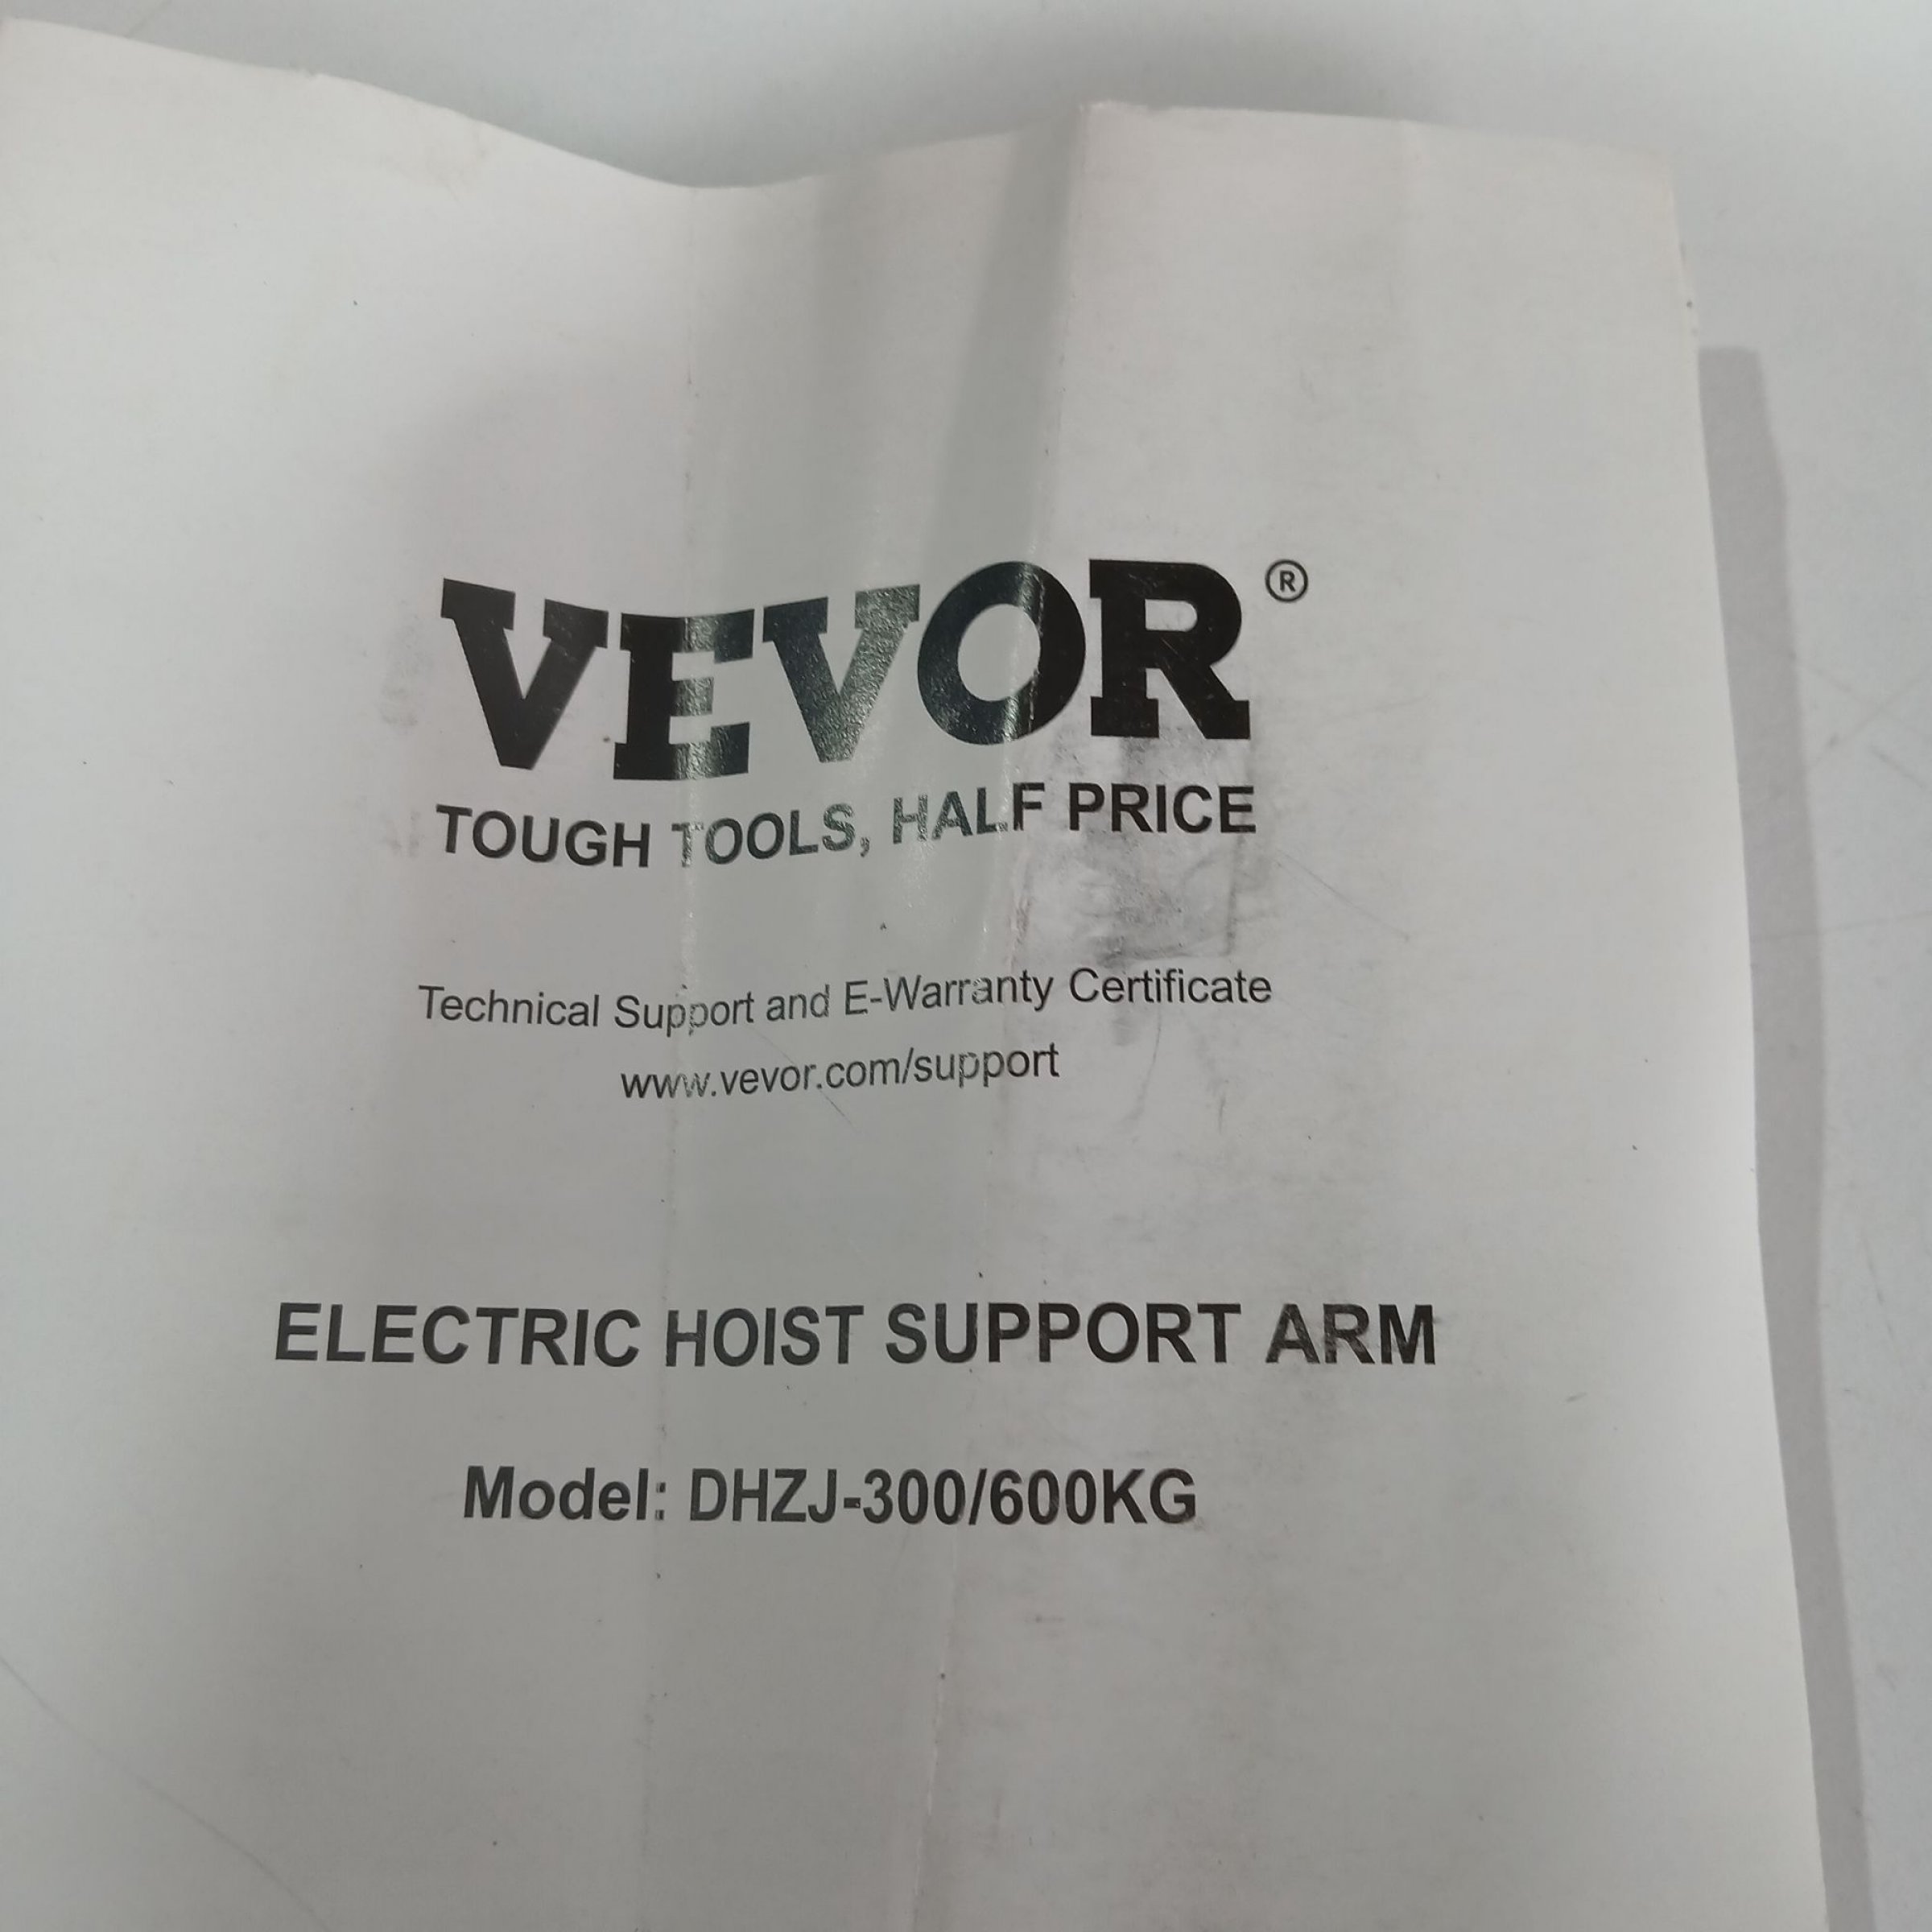 VEVOR®
TOUGH TOOLS, HALF PRICE
Technical Support and E-Warranty Certificate
www.vevor.com/support
ELECTRIC HOIST SUPPORT ARM
Model: DHZJ-300/600KG